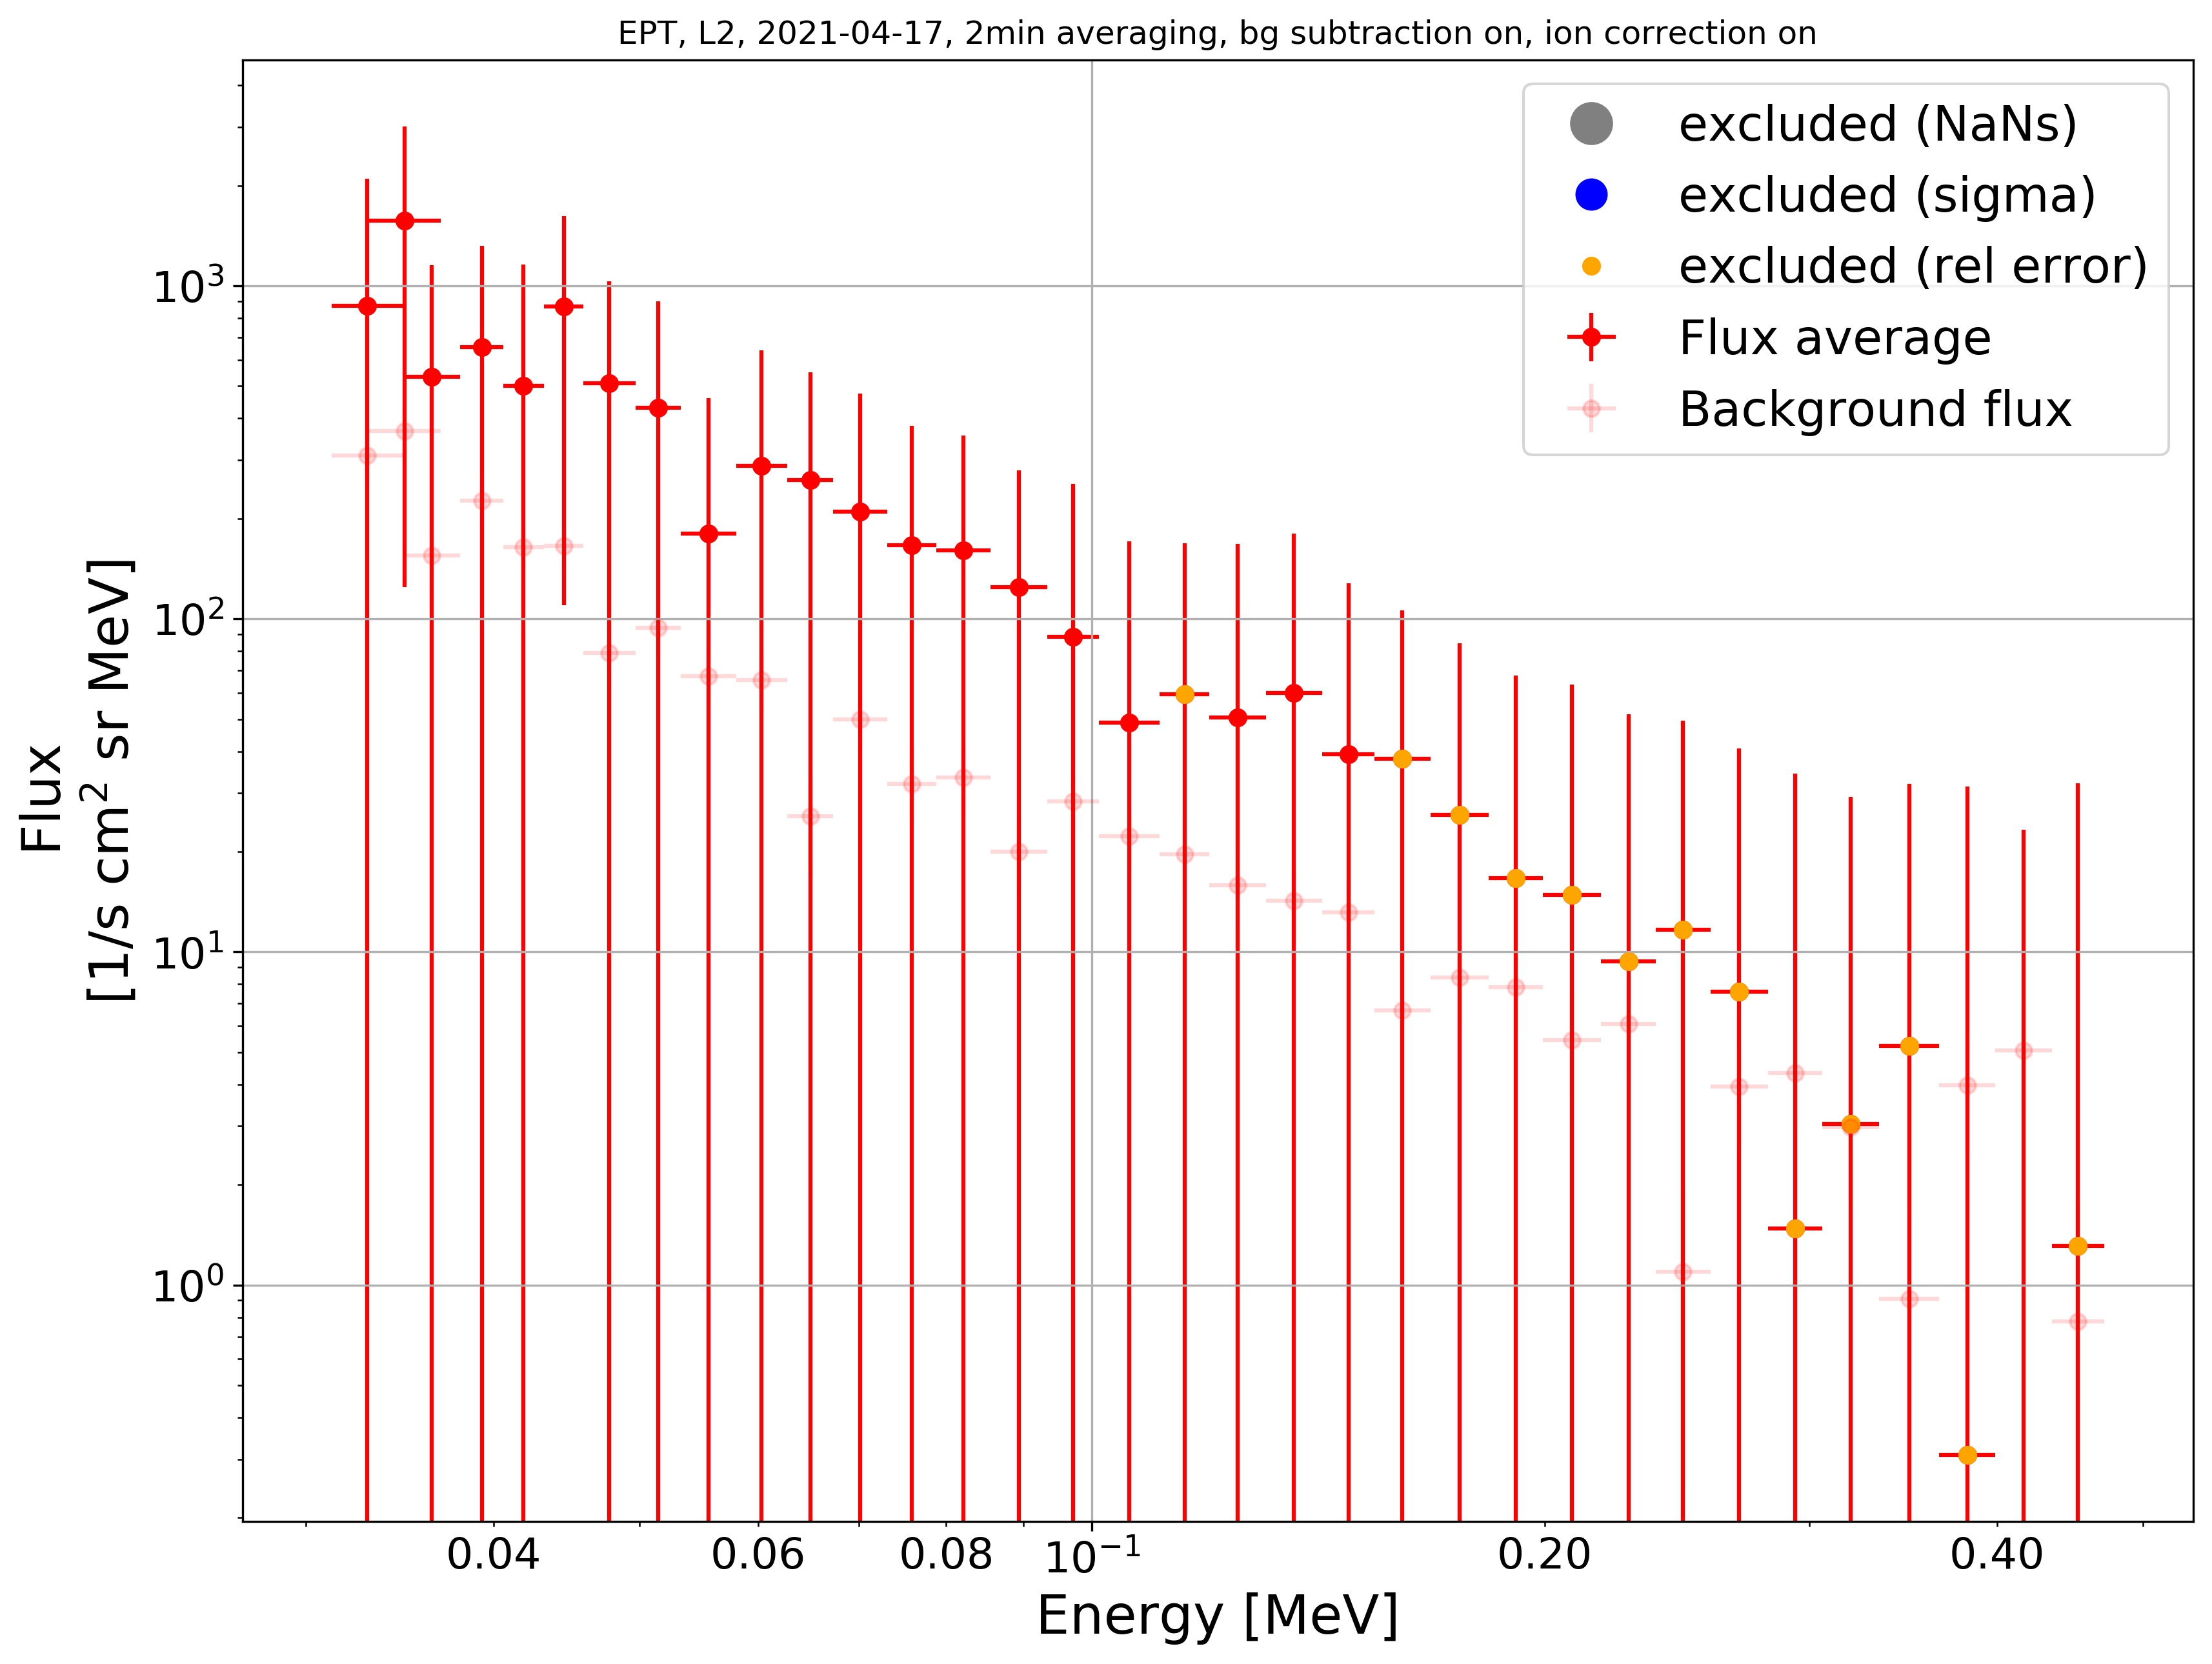 EPT, L2, 2021-04-17, 2min averaging, bg subtraction on, ion correction on
excluded (NaNs)
excluded (sigma)
excluded (rel error)
Flux average
Background flux
Flux
[1/s cm² sr MeV]
10³
10²
10¹
10⁰
0.04
0.06
0.08
10⁻¹
0.20
0.40
Energy [MeV]